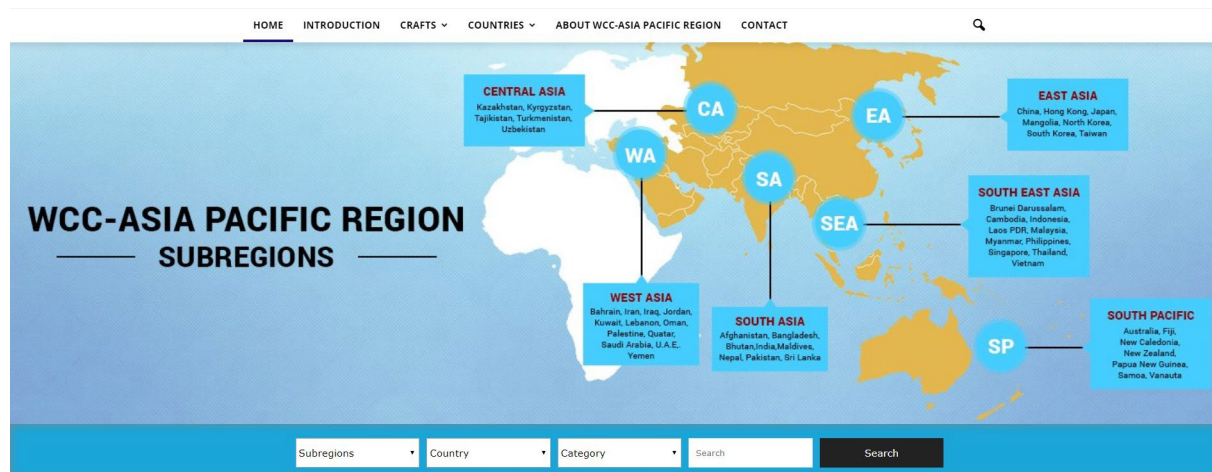 HOME INTRODUCTION CRAFTS COUNTRIES ABOUT WCC-ASIA PACIFIC REGION CONTACT
WCC-ASIA PACIFIC REGION
SUBREGIONS
CENTRAL ASIA
Kazakhstan, Kyrgyzstan,
Tajikistan, Turkmenistan,
Uzbekistan
CA
EA
EAST ASIA
China, Hong Kong, Japan,
Mangolia, North Korea,
South Korea, Taiwan
WA
SA
SEA
SOUTH EAST ASIA
Brunei Darussalam,
Cambodia, Indonesia,
Laos PDR, Malaysia,
Myanmar, Philippines,
Singapore, Thailand,
Vietnam
WEST ASIA
Bahrain, Iran, Iraq, Jordan,
Kuwait, Lebanon, Oman,
Palestine, Quatar,
Saudi Arabia, U.A.E,.
Yemen
SOUTH ASIA
Afghanistan, Bangladesh,
Bhutan,India,Maldives,
Nepal, Pakistan, Sri Lanka
SP
SOUTH PACIFIC
Australia, Fiji,
New Caledonia,
New Zealand,
Papua New Guinea,
Samoa, Vanauta
Subregions Country Category Search Search